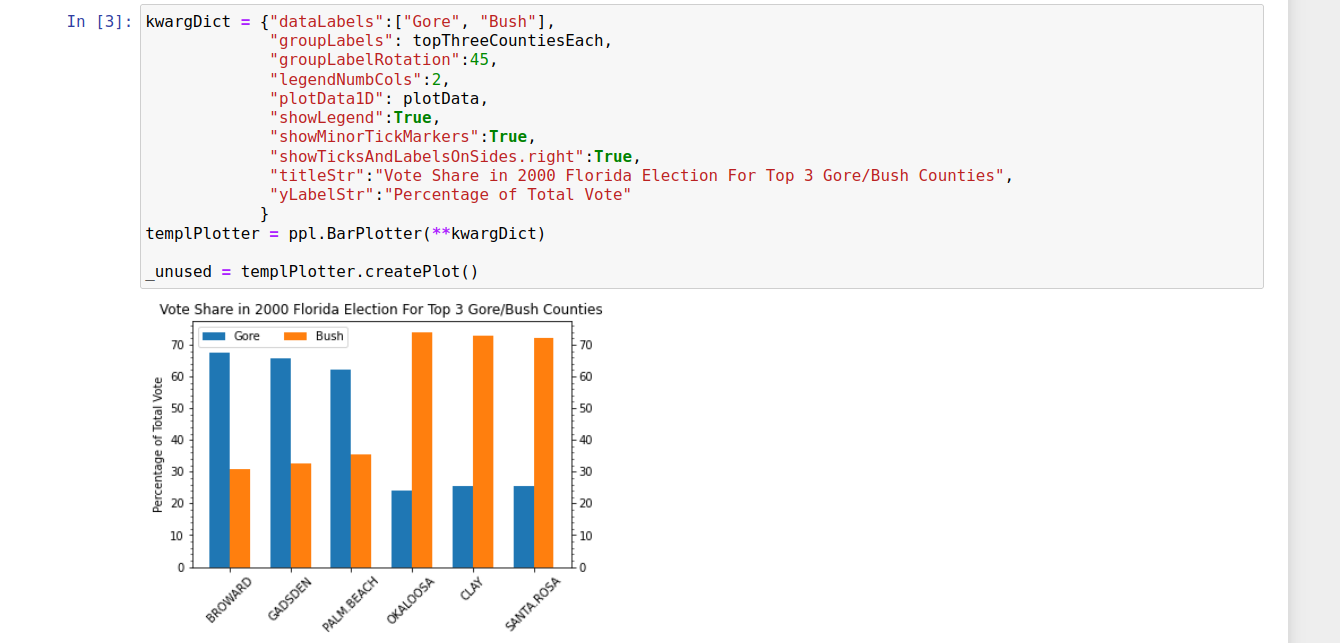 In [3]: kwargDict = {"dataLabels":["Gore", "Bush"],
"groupLabels": topThreeCountiesEach,
"groupLabelRotation":45,
"legendNumbCols":2,
"plotData1D": plotData,
"showLegend":True,
"showMinorTickMarkers":True,
"showTicksAndLabelsOnSides.right":True,
"titleStr":"Vote Share in 2000 Florida Election For Top 3 Gore/Bush Counties",
"yLabelStr":"Percentage of Total Vote"
}
templPlotter = ppl.BarPlotter(**kwargDict)
_unused = templPlotter.createPlot()
Vote Share in 2000 Florida Election For Top 3 Gore/Bush Counties
Gore Bush
70 70
60 60
50 50
40 40
30 30
20 20
10 10
0 0
Percentage of Total Vote
BROWARD
GADSDEN
PALM.BEACH
OKALOOSA
CLAY
SANTA.ROSA